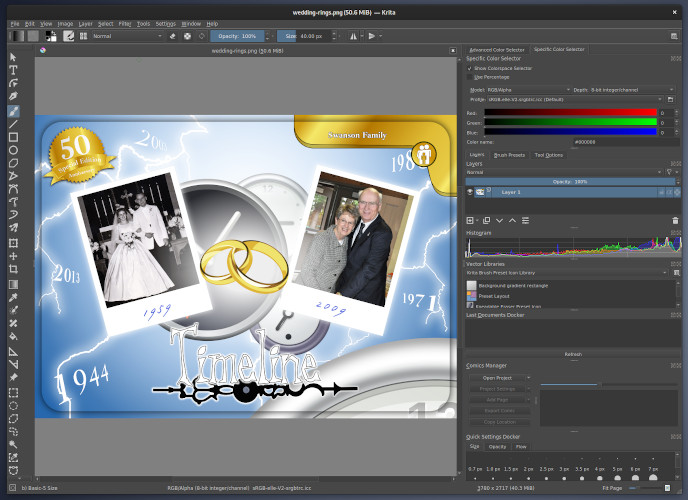 wedding-rings.png (50.6 MiB) — Krita
File Edit View Image Layer Select Filter Tools Settings Window Help
Normal
Opacity: 100%
Size: 40.00 px
wedding-rings.png (50.6 MiB)
50
Special Edition
Swanson Family
1959
2009
2013
1971
1944
Timeline
12
Advanced Color Selector
Specific Color Selector
Specific Color Selector
Show Colorspace Selector
Use Percentage
Model: RGB/Alpha
Depth: 8-bit integer/channel
Profile: sRGB-elle-V2-srgbtrc.icc (Default)
Red: 0
Green: 0
Blue: 0
Color name: #000000
Layers
Brush Presets
Tool Options
Layers
Normal
Opacity: 100%
Layer 1
Histogram
Vector Libraries
Krita Brush Preset Icon Library
Background gradient rectangle
Preset Layout
Last Documents Docker
Refresh
Comics Manager
Open Project
Project Settings
Add Page
Export Comic
Copy Location
Quick Settings Docker
Size Opacity Flow
0.7 px 1.0 px 1.5 px 2 px 2.5 px 3 px 3.5 px 4 px 5 px 6 px 7 px
b) Basic-5 Size
RGB/Alpha (8-bit integer/channel) sRGB-elle-V2-srgbtrc.icc
3780 x 2717 (40.3 MiB)
Fit Page